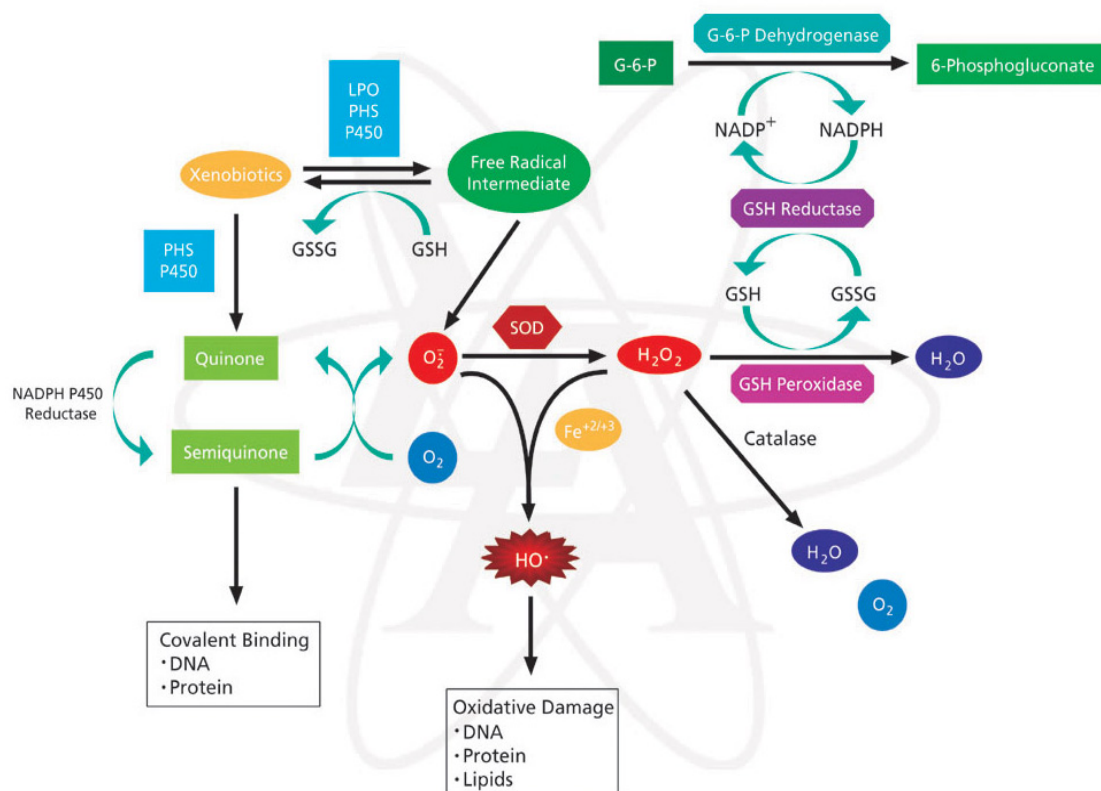 G-6-P Dehydrogenase
G-6-P
6-Phosphogluconate
NADP+
NADPH
GSH Reductase
GSH
GSSG
LPO
PHS
P450
Xenobiotics
Free Radical
Intermediate
GSSG
GSH
PHS
P450
SOD
Quinone
O₂⨪
H₂O₂
H₂O
GSH Peroxidase
NADPH P450
Reductase
Fe+2/+3
Catalase
Semiquinone
O₂
HO·
H₂O
O₂
Covalent Binding
·DNA
·Protein
Oxidative Damage
·DNA
·Protein
·Lipids